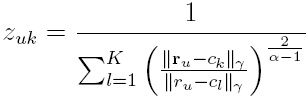 $z_{uk} = \frac{1}{\sum_{l=1}^{K} \left( \frac{\|\mathbf{r}_u - c_k\|_\gamma}{\|r_u - c_l\|_\gamma} \right)^{\frac{2}{\alpha - 1}}}$